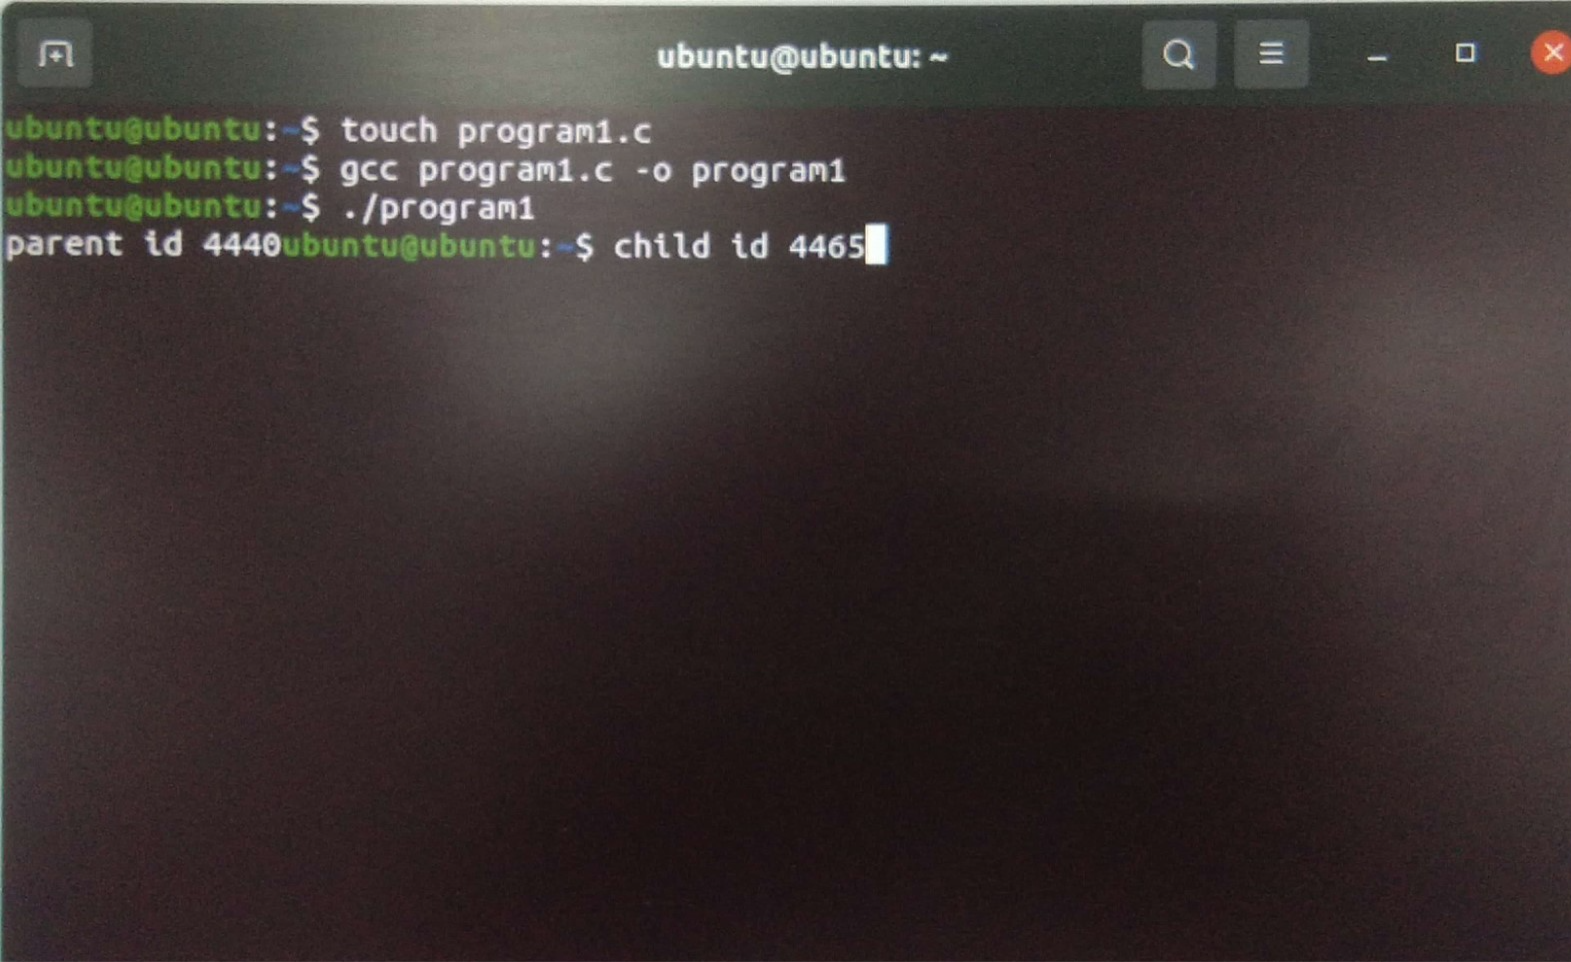 ubuntu@ubuntu: ~
ubuntu@ubuntu:~$ touch program1.c
ubuntu@ubuntu:~$ gcc program1.c -o program1
ubuntu@ubuntu:~$ ./program1
parent id 4440ubuntu@ubuntu:~$ child id 4465